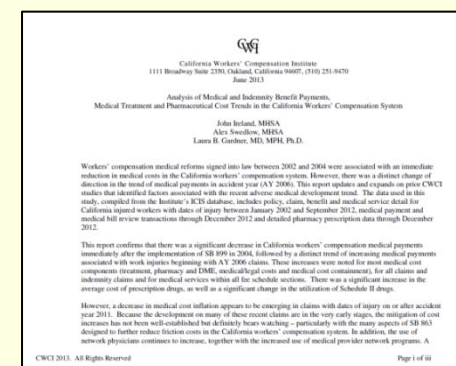 CWCI
California Workers' Compensation Institute
1111 Broadway Suite 2350, Oakland, California 94607, (510) 251-9470
June 2013
Analysis of Medical and Indemnity Benefit Payments,
Medical Treatment and Pharmaceutical Cost Trends in the California Workers' Compensation System
John Ireland, MHSA
Alex Swedlow, MHSA
Laura B. Gardner, MD, MPH, Ph.D.
Workers' compensation medical reforms signed into law between 2002 and 2004 were associated with an immediate
reduction in medical costs in the California workers' compensation system. However, there was a distinct change of
direction in the trend of medical payments in accident year (AY 2006). This report updates and expands on prior CWCI
studies that identified factors associated with the recent adverse medical development trend. The data used in this
study, compiled from the Institute's ICIS database, includes policy, claim, benefit and medical service detail for
California injured workers with dates of injury between January 2002 and September 2012, medical payment and
medical bill review transactions through December 2012 and detailed pharmacy prescription data through December
2012.
This report confirms that there was a significant decrease in California workers' compensation medical payments
immediately after the implementation of SB 899 in 2004, followed by a distinct trend of increasing medical payments
associated with work injuries beginning with AY 2006 claims. These increases were noted for most medical cost
components (treatment, pharmacy and DME, medical/legal costs and medical cost containment), for all claims and
indemnity claims and for medical services within all fee schedule sections. There was a significant increase in the
average cost of prescription drugs, as well as a significant change in the utilization of Schedule II drugs.
However, a decrease in medical cost inflation appears to be emerging in claims with dates of injury on or after accident
year 2011. Because the development on many of these recent claims are in the very early stages, the mitigation of cost
increases has not been well-established but definitely bears watching – particularly with the many aspects of SB 863
designed to further reduce friction costs in the California workers' compensation system. In addition, the use of
network physicians continues to increase, together with the increased use of medical provider networks. A
CWCI 2013. All Rights Reserved
Page i of iii